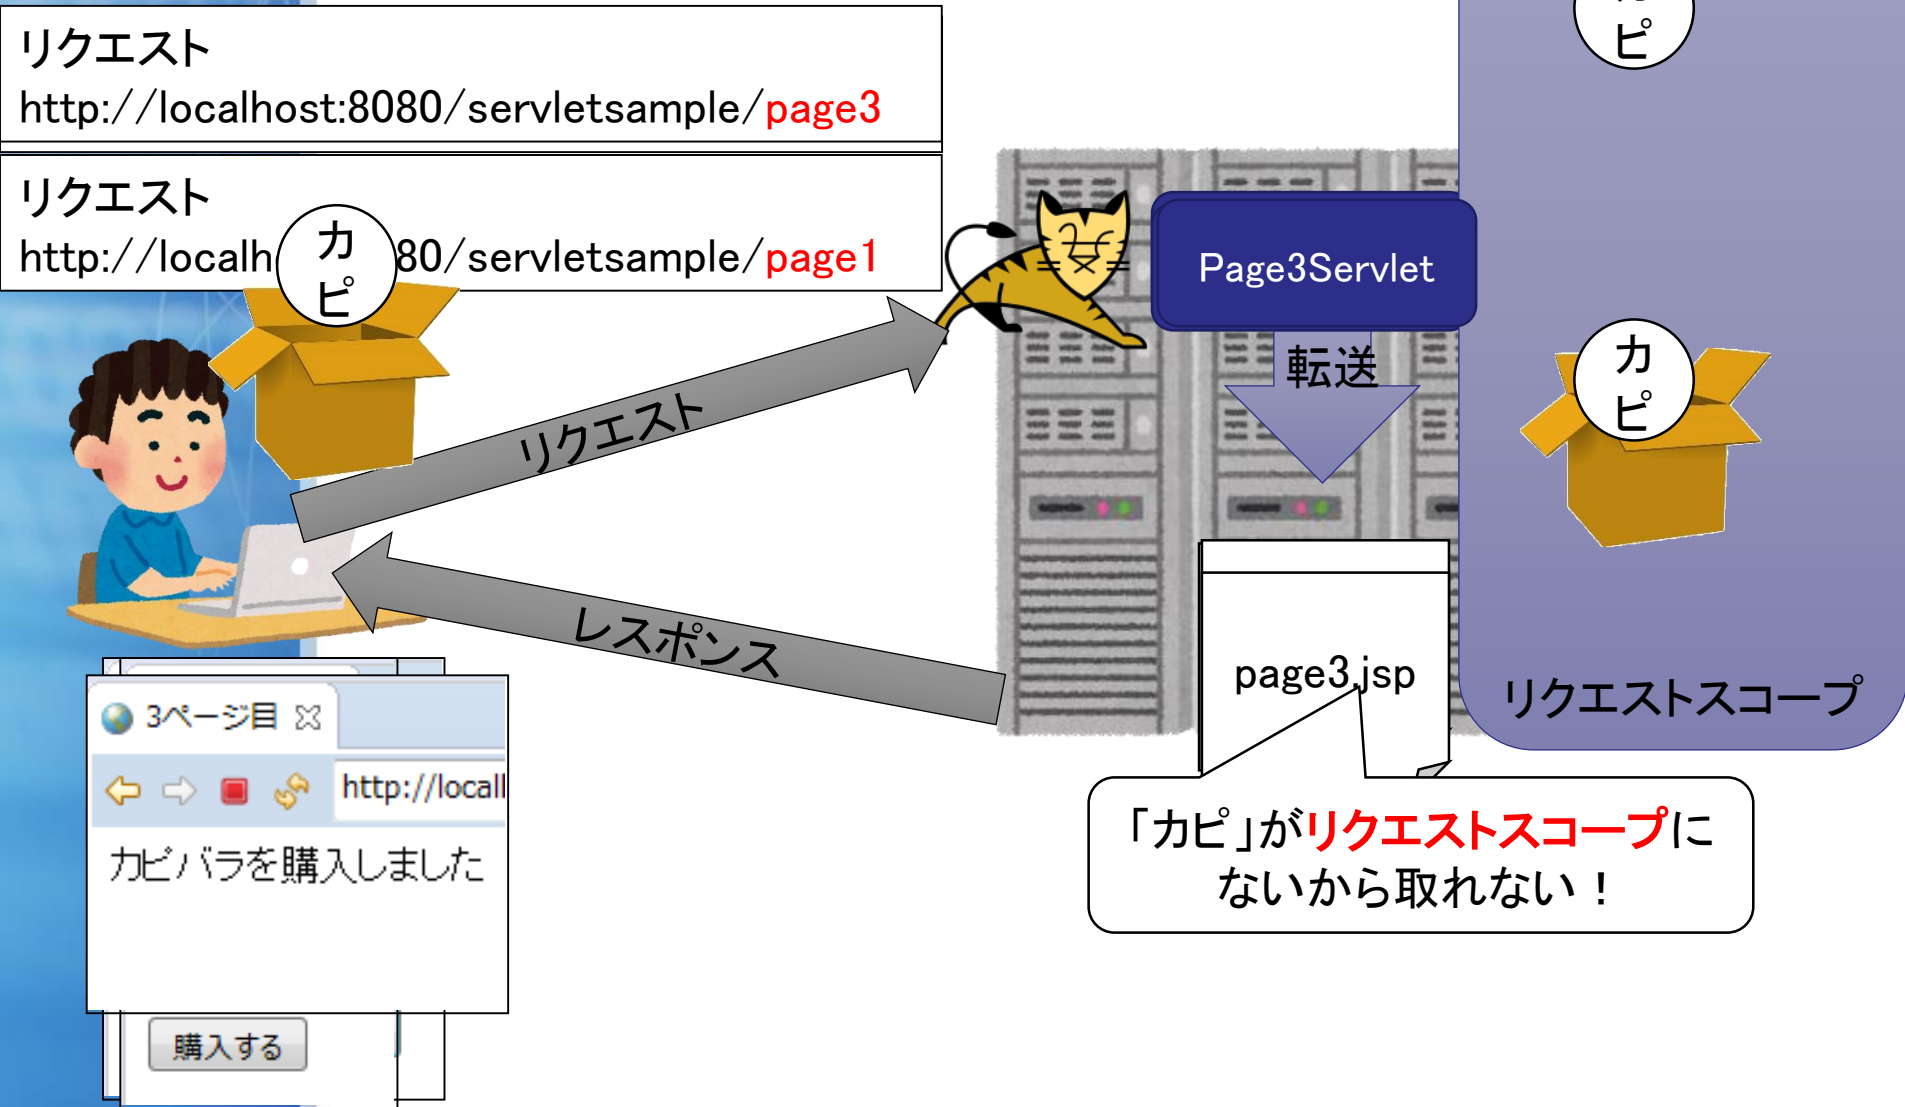 リクエスト
http://localhost:8080/servletsample/page3
リクエスト
http://localh 80/servletsample/page1
カ
ピ
ピ
Page3Servlet
転送
カ
ピ
リクエスト
レスポンス
page3.jsp
リクエストスコープ
3ページ目
http://locall
カピバラを購入しました
「カピ」がリクエストスコープに
ないから取れない！
購入する